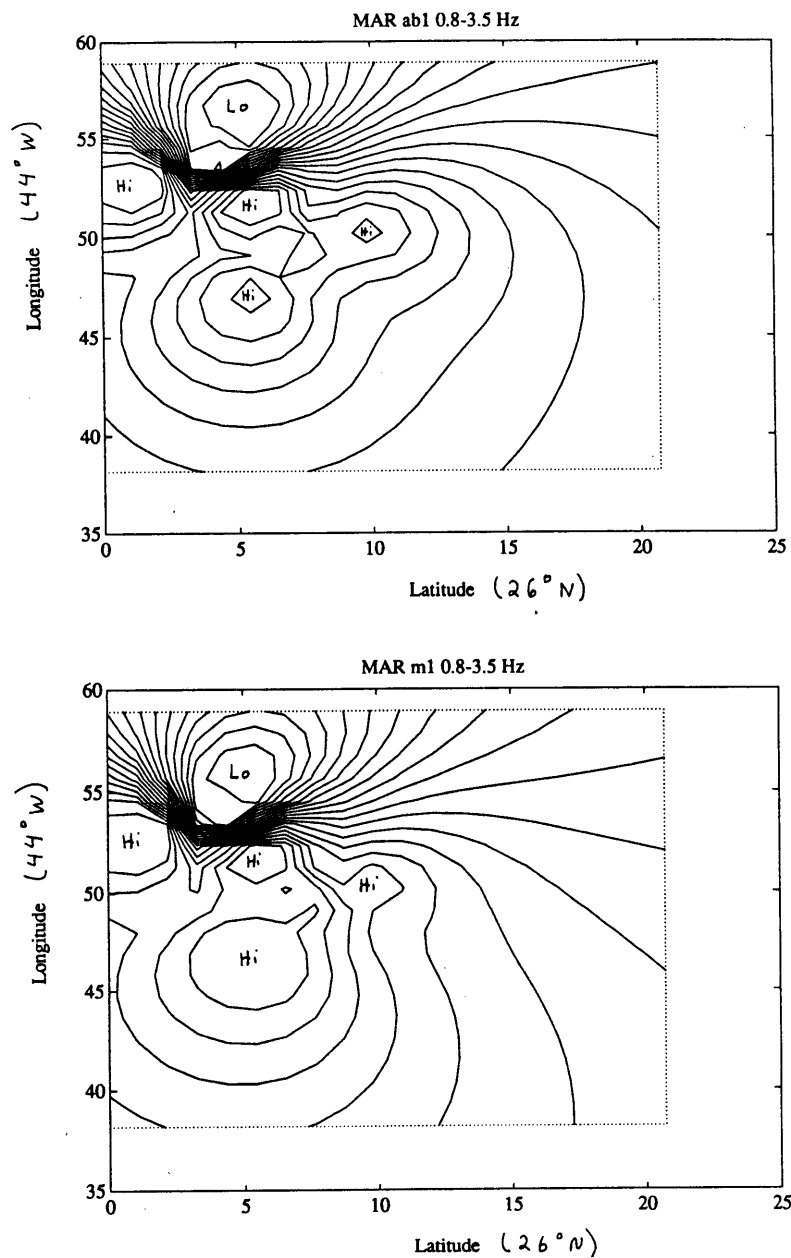 MAR ab1 0.8-3.5 Hz
60
55
50
45
40
35
Longitude (44° W)
Lo
Hi
Hi
Hi
Hi
0 5 10 15 20 25
Latitude (26° N)
MAR m1 0.8-3.5 Hz
60
55
50
45
40
35
Longitude (44° W)
Lo
Hi
Hi
Hi
Hi
0 5 10 15 20 25
Latitude (26° N)